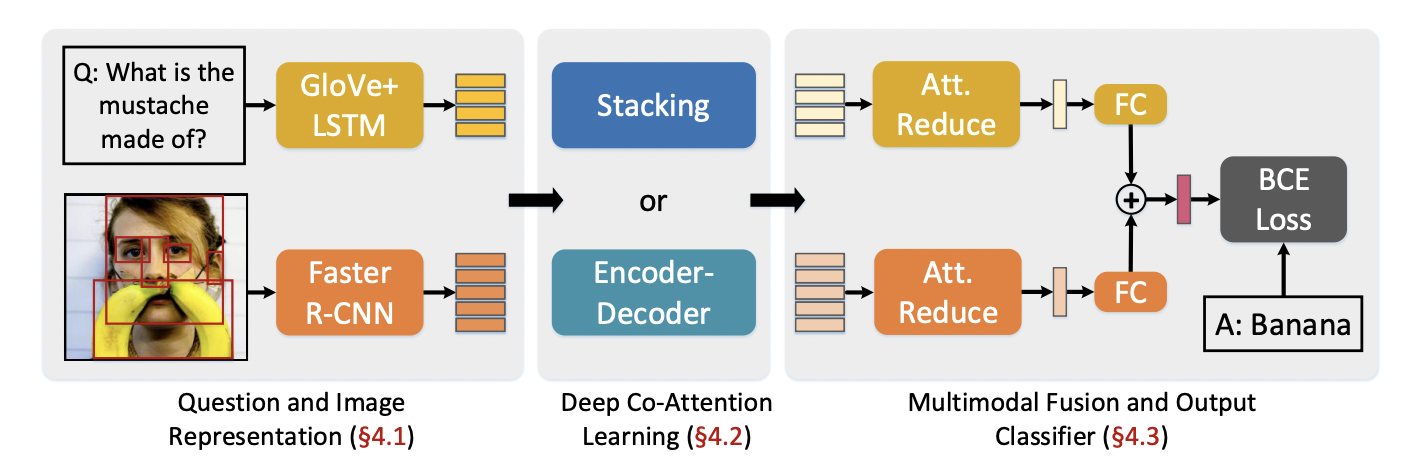 Q: What is the
mustache
made of?
GloVe+
LSTM
Faster
R-CNN
Question and Image
Representation (§4.1)
Stacking
or
Encoder-
Decoder
Deep Co-Attention
Learning (§4.2)
Att.
Reduce
FC
Att.
Reduce
FC
+
BCE
Loss
A: Banana
Multimodal Fusion and Output
Classifier (§4.3)